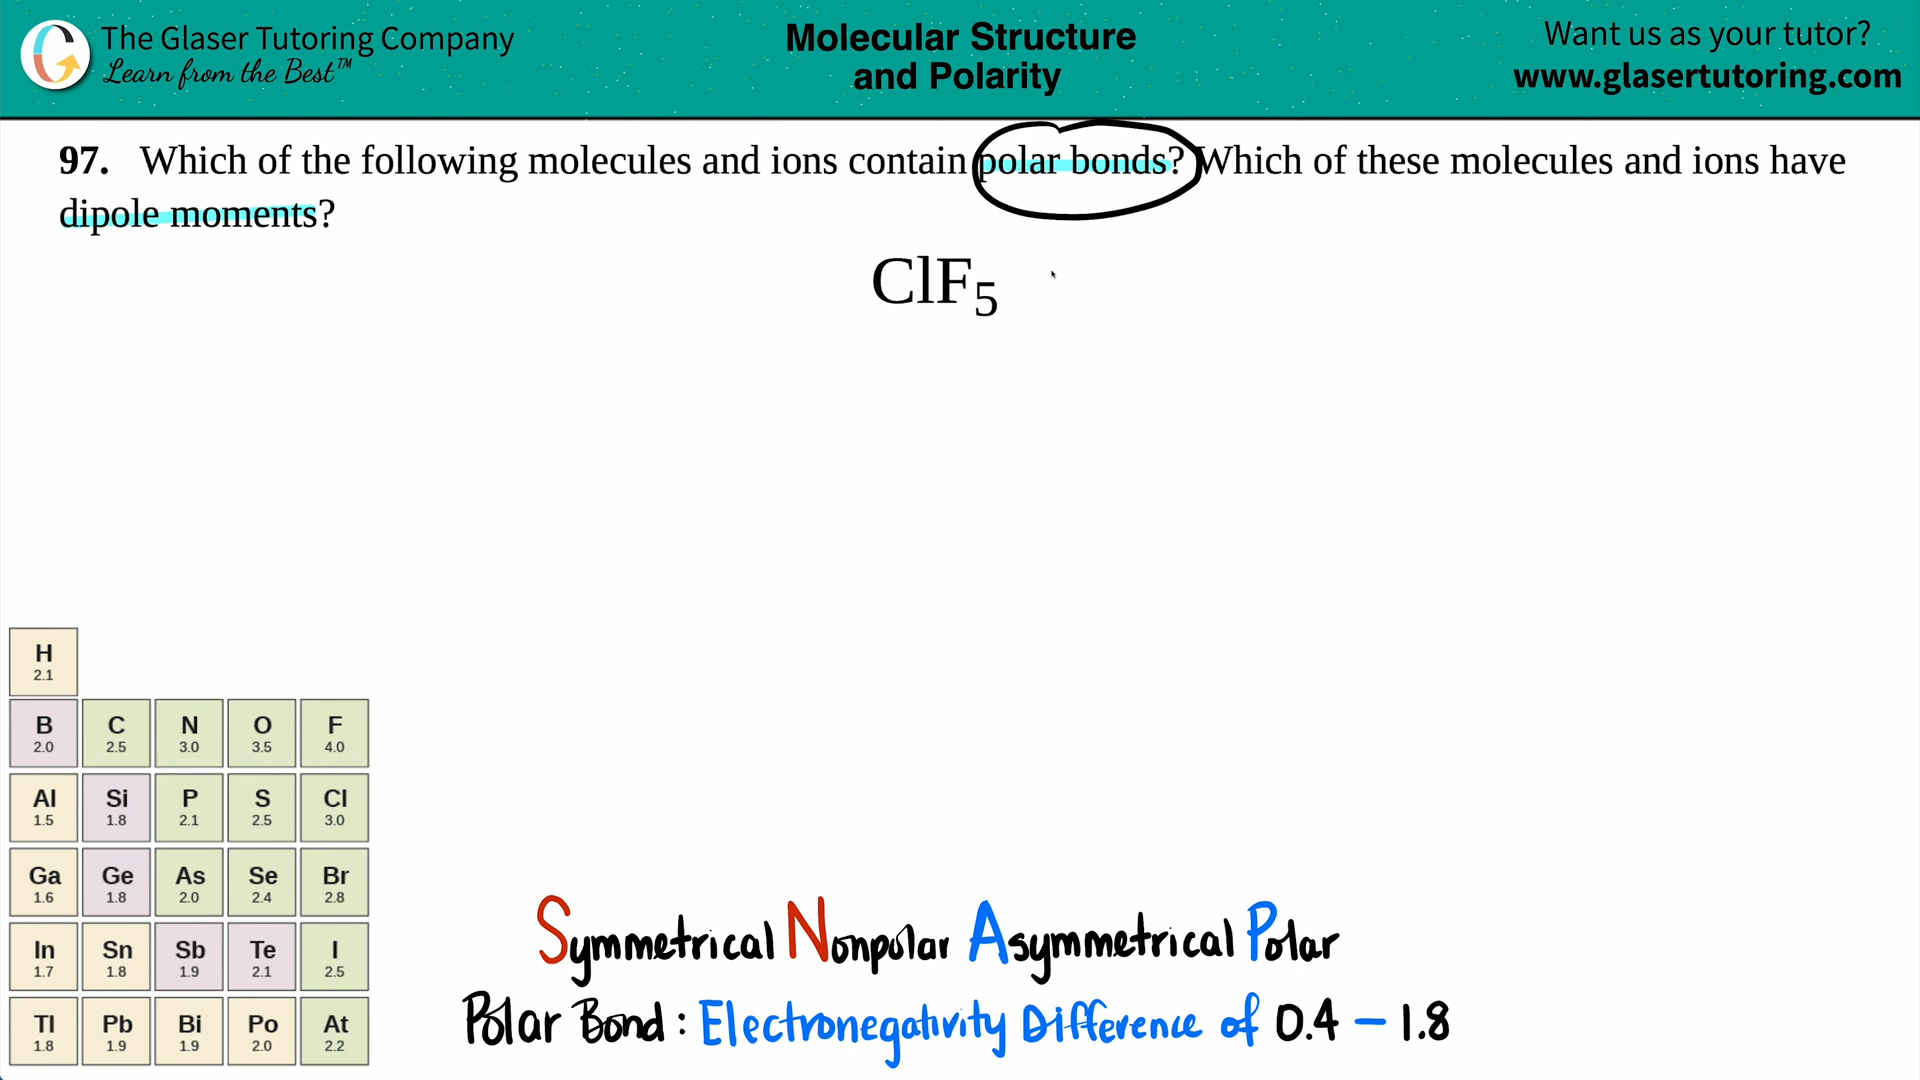 The Glaser Tutoring Company
Learn from the Best™
Molecular Structure
and Polarity
Want us as your tutor?
www.glasertutoring.com
97. Which of the following molecules and ions contain polar bonds? Which of these molecules and ions have
dipole moments?
ClF₅
H
2.1
B C N O F
2.0 2.5 3.0 3.5 4.0
Al Si P S Cl
1.5 1.8 2.1 2.5 3.0
Ga Ge As Se Br
1.6 1.8 2.0 2.4 2.8
In Sn Sb Te I
1.7 1.8 1.9 2.1 2.5
Tl Pb Bi Po At
1.8 1.9 1.9 2.0 2.2
Symmetrical Nonpolar Asymmetrical Polar
Polar Bond: Electronegativity Difference of 0.4 – 1.8